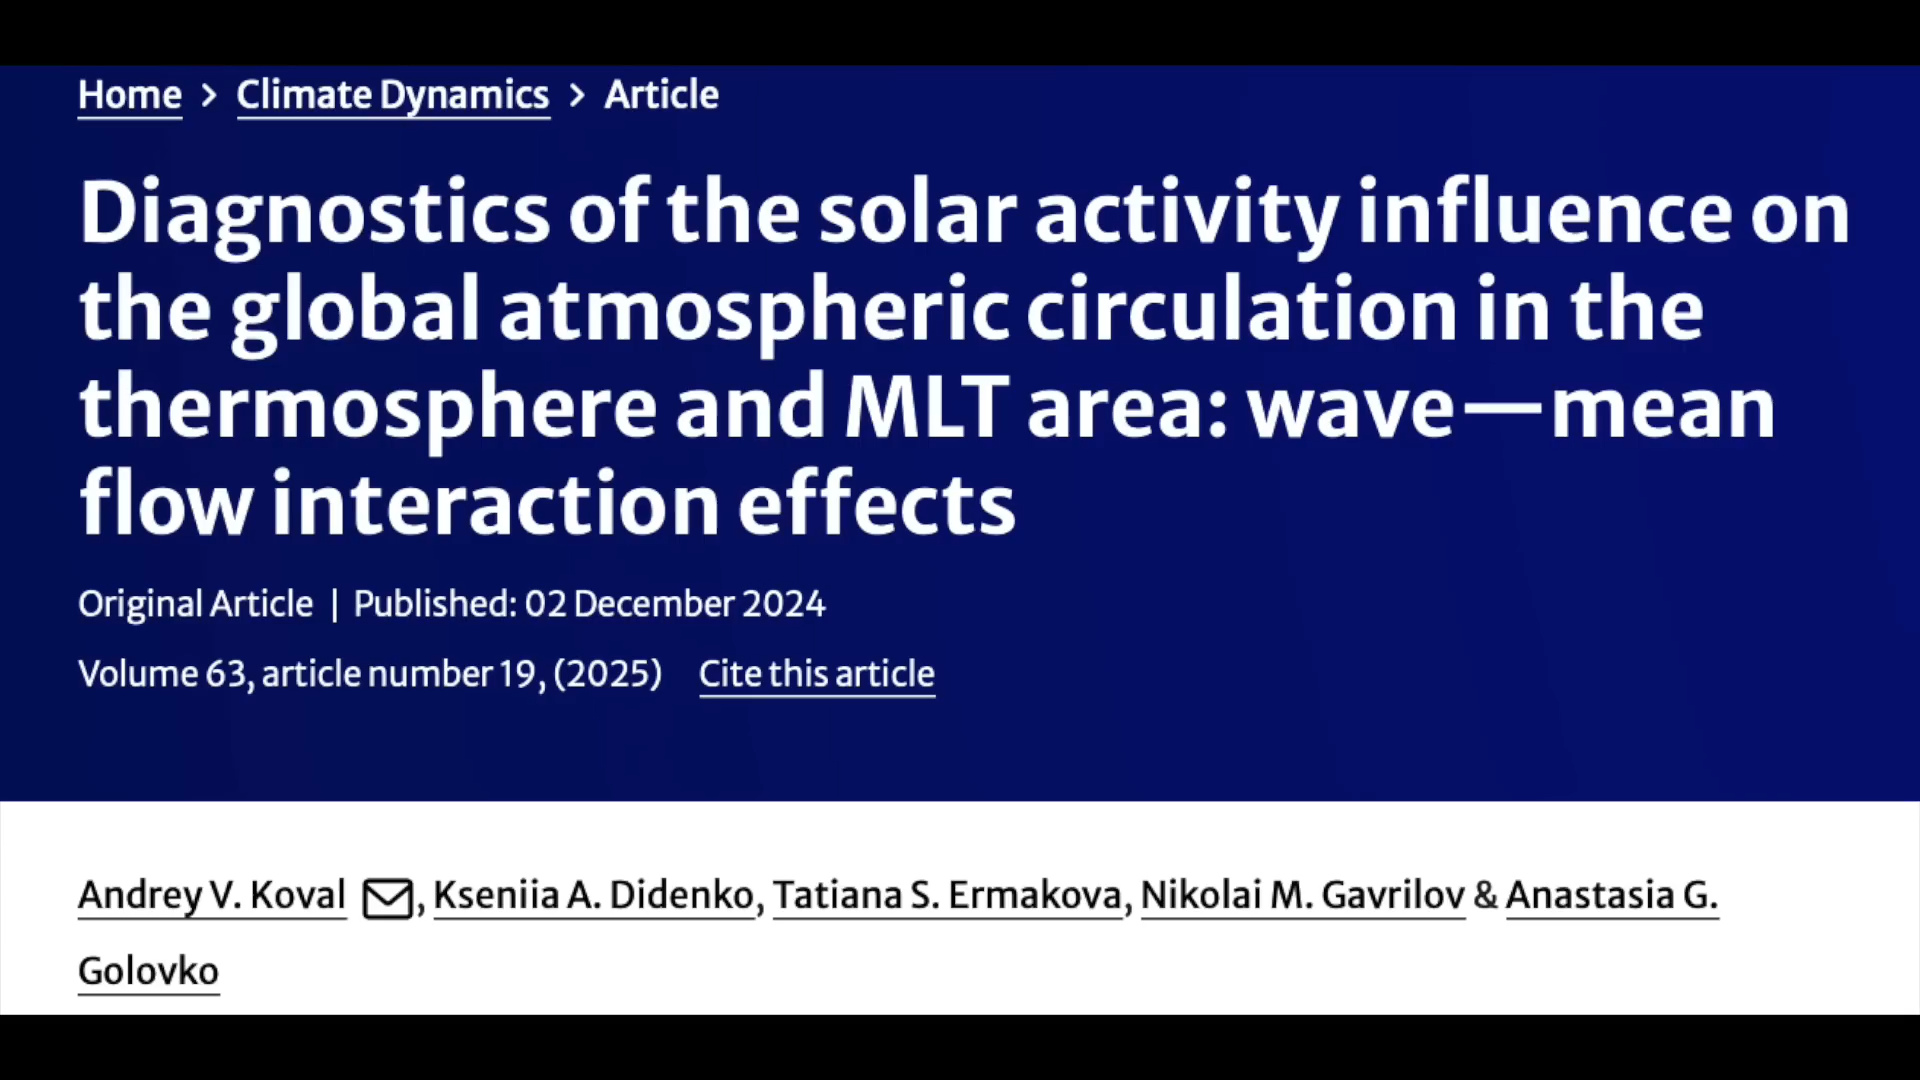 Home > Climate Dynamics > Article
Diagnostics of the solar activity influence on
the global atmospheric circulation in the
thermosphere and MLT area: wave—mean
flow interaction effects
Original Article | Published: 02 December 2024
Volume 63, article number 19, (2025) Cite this article
Andrey V. Koval, Kseniia A. Didenko, Tatiana S. Ermakova, Nikolai M. Gavrilov & Anastasia G.
Golovko